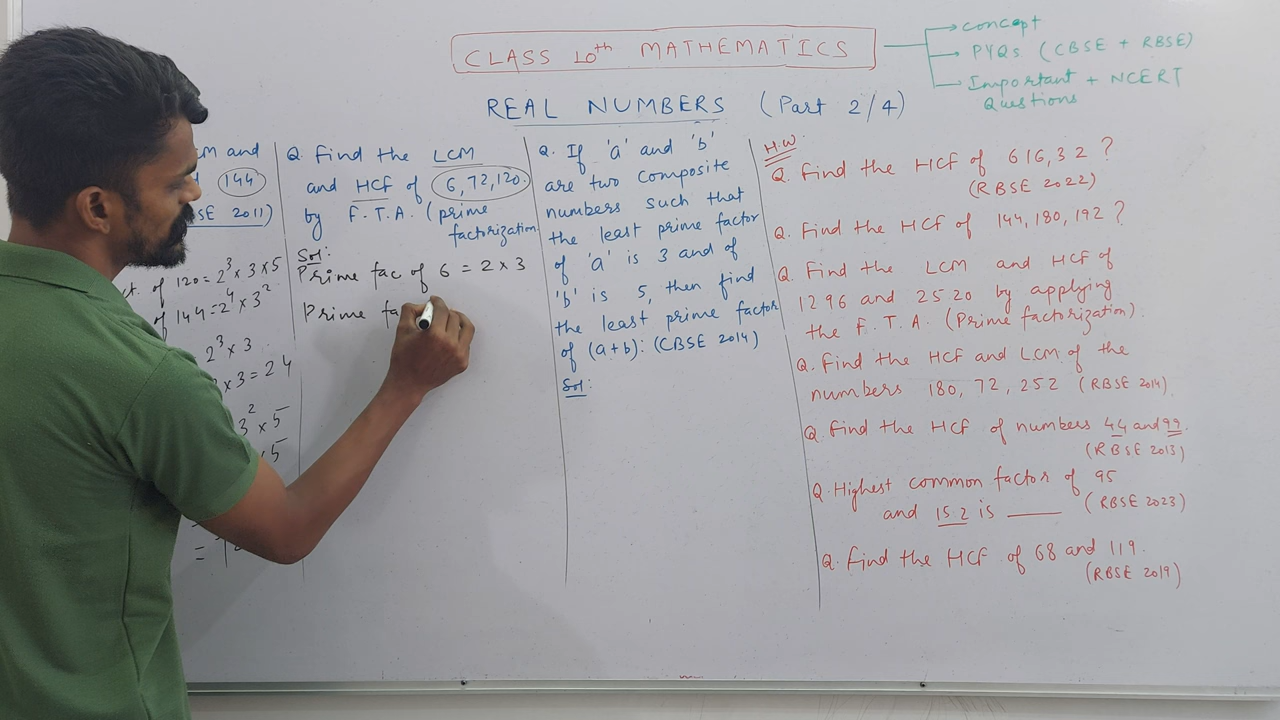 CLASS 10th MATHEMATICS
concept
PYQs (CBSE + RBSE)
Important + NCERT
Questions
REAL NUMBERS (Part 2/4)
and
144
2011)
of 120 = 2³ × 3 × 5
of 144 = 2⁴ × 3²
2³ × 3
× 3 = 24
3² × 5
× 5
=
Q. Find the LCM
and HCF of 6, 72, 120
by F.T.A. (prime
factorization
Sol:
Prime fac of 6 = 2 × 3
Prime fa
Q. If 'a' and 'b'
are two composite
numbers such that
the least prime factor
of 'a' is 3 and of
'b' is 5, then find
the least prime factor
of (a+b): (CBSE 2014)
Sol:
H.W
Q. Find the HCF of 616, 32 ?
(RBSE 2022)
Q. Find the HCF of 144, 180, 192 ?
Q. Find the LCM and HCF of
1296 and 2520 by applying
the F.T.A. (Prime factorization).
Q. Find the HCF and LCM of the
numbers 180, 72, 252 (RBSE 2014)
Q. Find the HCF of numbers 44 and 99.
(RBSE 2013)
Q. Highest common factor of 95
and 152 is ____ (RBSE 2023)
Q. Find the HCF of 68 and 119.
(RBSE 2019)